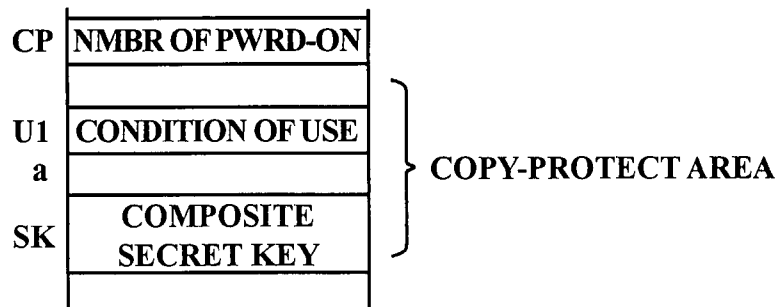 CP NMBR OF PWRD-ON
U1 CONDITION OF USE
a
COPY-PROTECT AREA
SK COMPOSITE
SECRET KEY